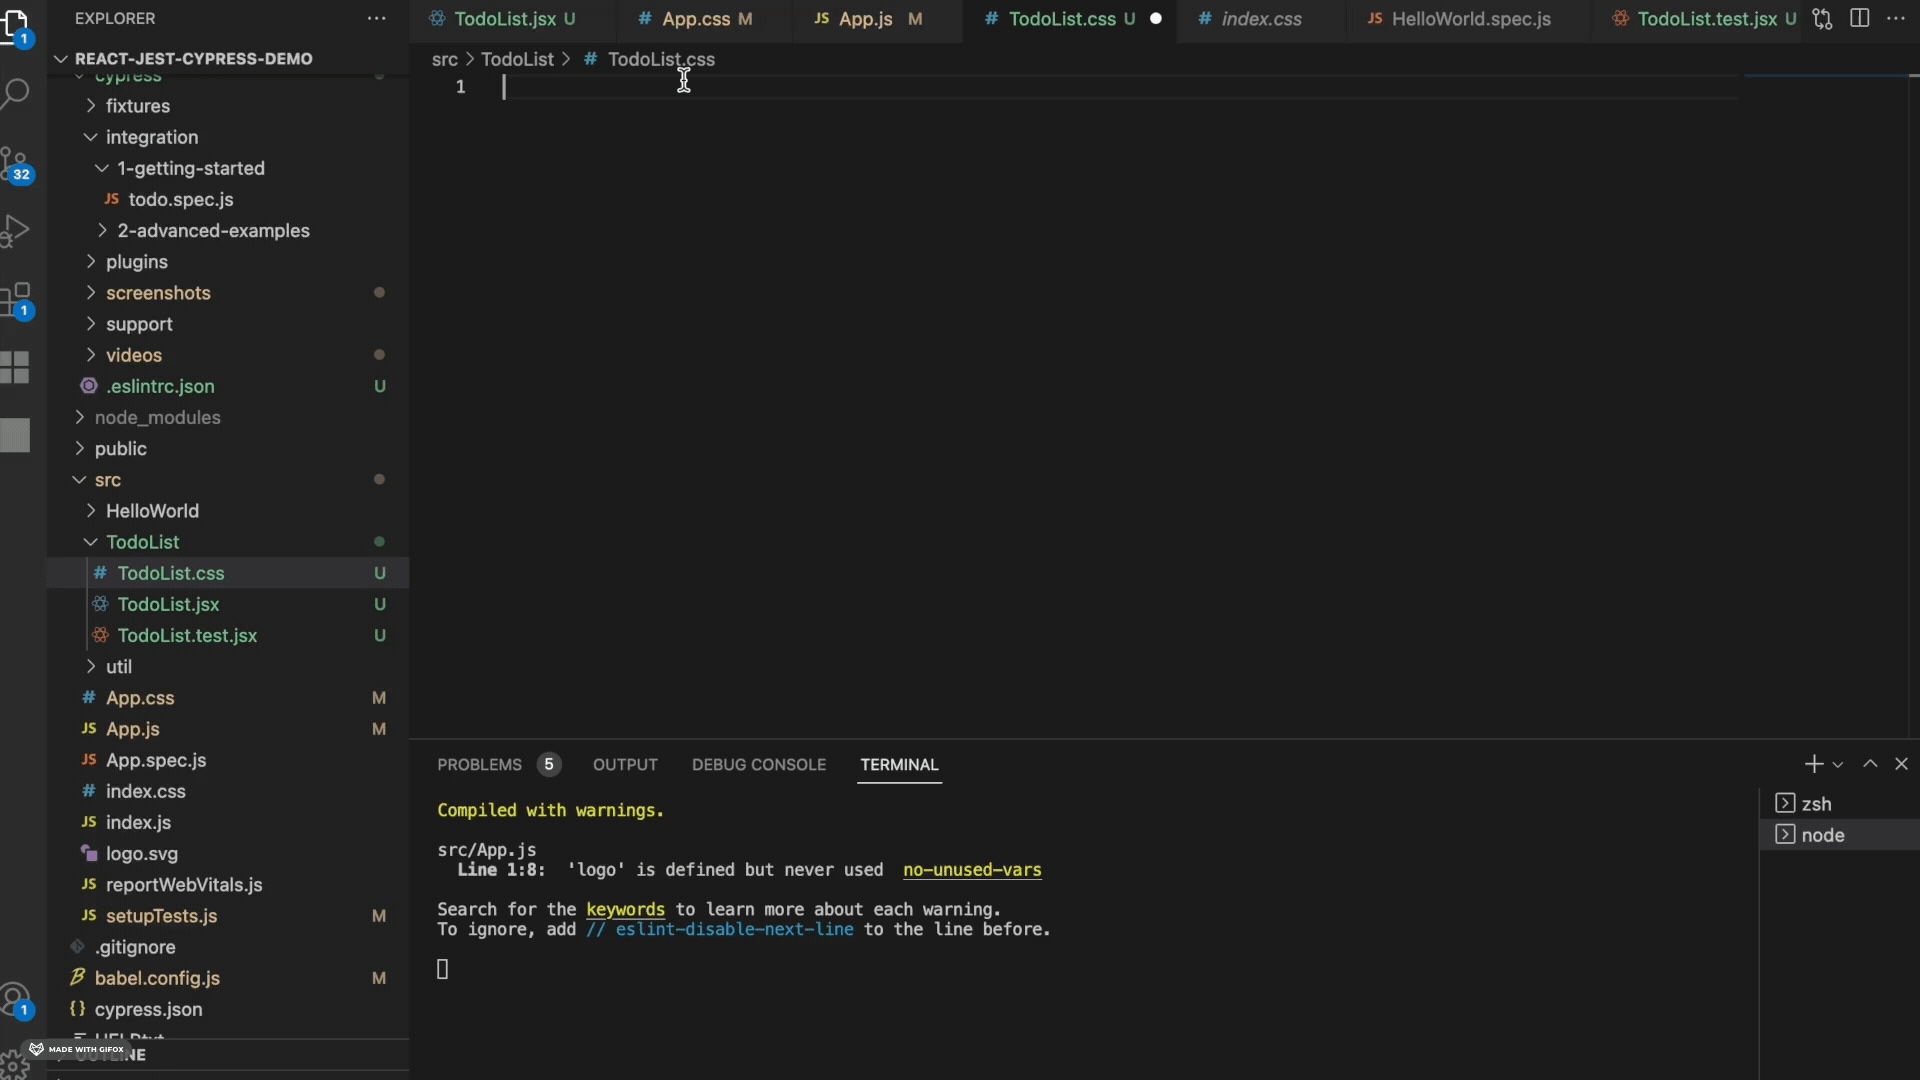 EXPLORER
TodoList.jsx U
# App.css M
JS App.js M
# TodoList.css U
# index.css
JS HelloWorld.spec.js
TodoList.test.jsx U
REACT-JEST-CYPRESS-DEMO
src > TodoList > # TodoList.css
1
cypress
fixtures
integration
1-getting-started
JS todo.spec.js
2-advanced-examples
plugins
screenshots
support
videos
.eslintrc.json U
node_modules
public
src
HelloWorld
TodoList
# TodoList.css U
TodoList.jsx U
TodoList.test.jsx U
util
# App.css M
JS App.js M
JS App.spec.js
# index.css
JS index.js
logo.svg
JS reportWebVitals.js
JS setupTests.js M
.gitignore
babel.config.js M
{} cypress.json
OUTLINE
MADE WITH GIFOX
1
32
1
1
PROBLEMS 5 OUTPUT DEBUG CONSOLE TERMINAL
Compiled with warnings.
src/App.js
Line 1:8: 'logo' is defined but never used no-unused-vars
Search for the keywords to learn more about each warning.
To ignore, add // eslint-disable-next-line to the line before.
zsh
node